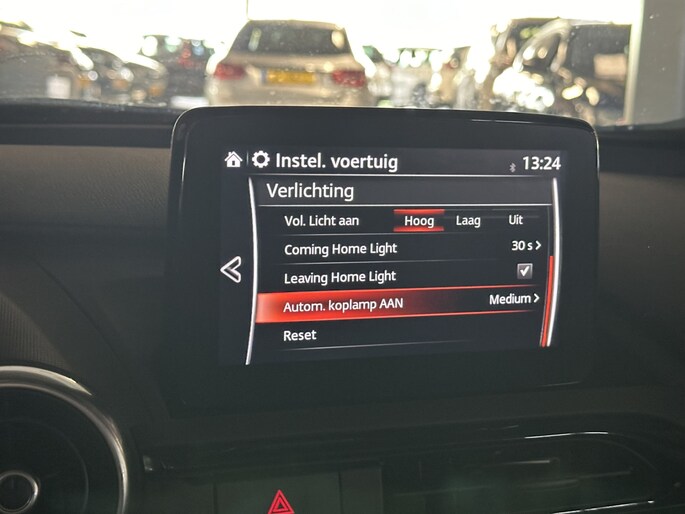 Instel. voertuig 13:24
Verlichting
Vol. Licht aan Hoog Laag Uit
Coming Home Light 30 s
Leaving Home Light
Autom. koplamp AAN Medium
Reset